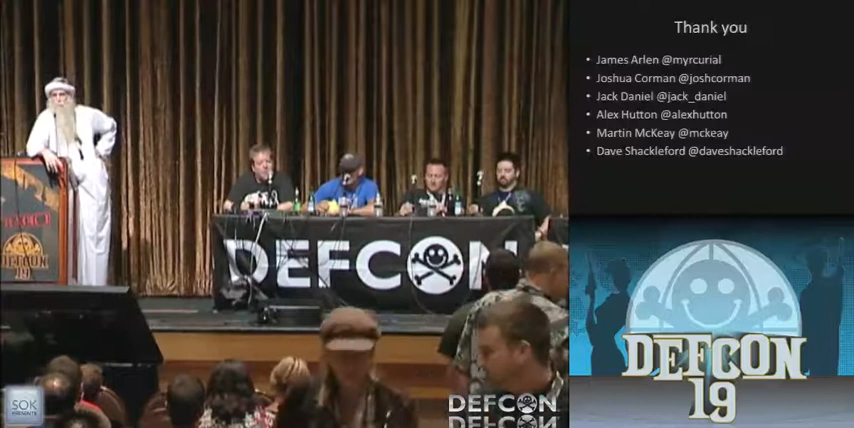 Thank you
• James Arlen @myrcurial
• Joshua Corman @joshcorman
• Jack Daniel @jack_daniel
• Alex Hutton @alexhutton
• Martin McKeay @mckeay
• Dave Shackleford @daveshackleford
DEFCON
DEFCON
19
DEFCON
19
SOK
DEFCON